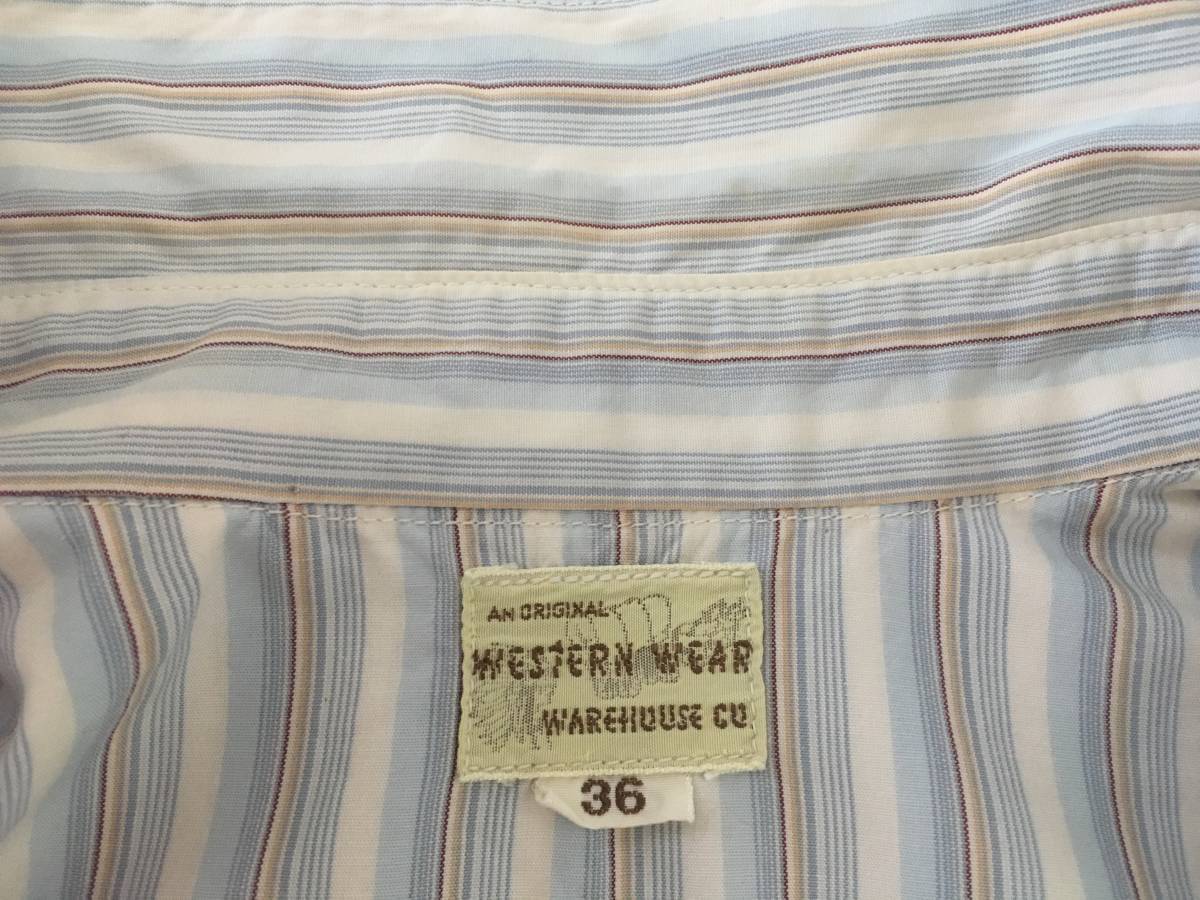 AN ORIGINAL
WESTERN WEAR
WAREHOUSE CO.
36